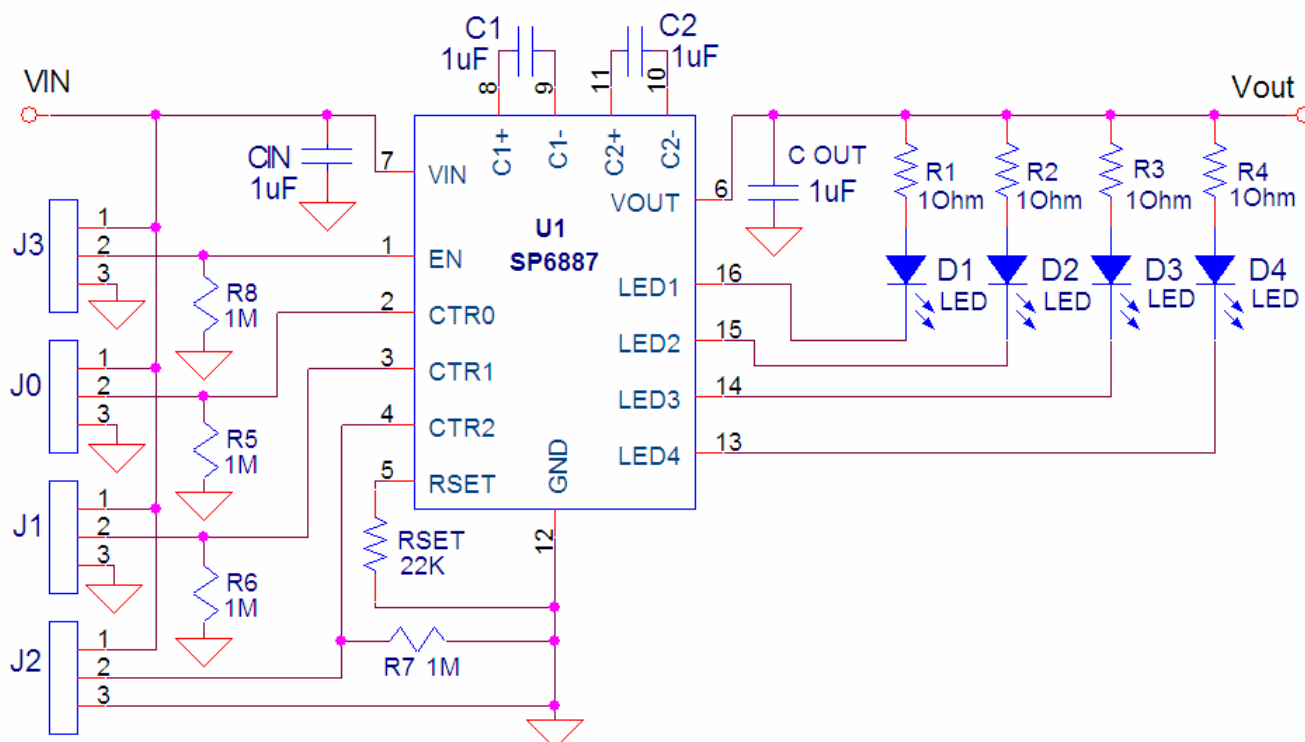 C1
1uF
C2
1uF
8
9
11
10
VIN
Vout
C1+
C1-
C2+
C2-
CIN
1uF
7
VIN
VOUT
6
C OUT
1uF
R1
1Ohm
R2
1Ohm
R3
1Ohm
R4
1Ohm
U1
SP6887
J3
1
2
3
1
EN
R8
1M
2
CTR0
LED1
16
D1
LED
D2
LED
D3
LED
D4
LED
J0
1
2
3
3
CTR1
LED2
15
R5
1M
4
CTR2
LED3
14
LED4
13
J1
1
2
3
5
RSET
GND
12
RSET
22K
R6
1M
J2
1
2
3
R7 1M